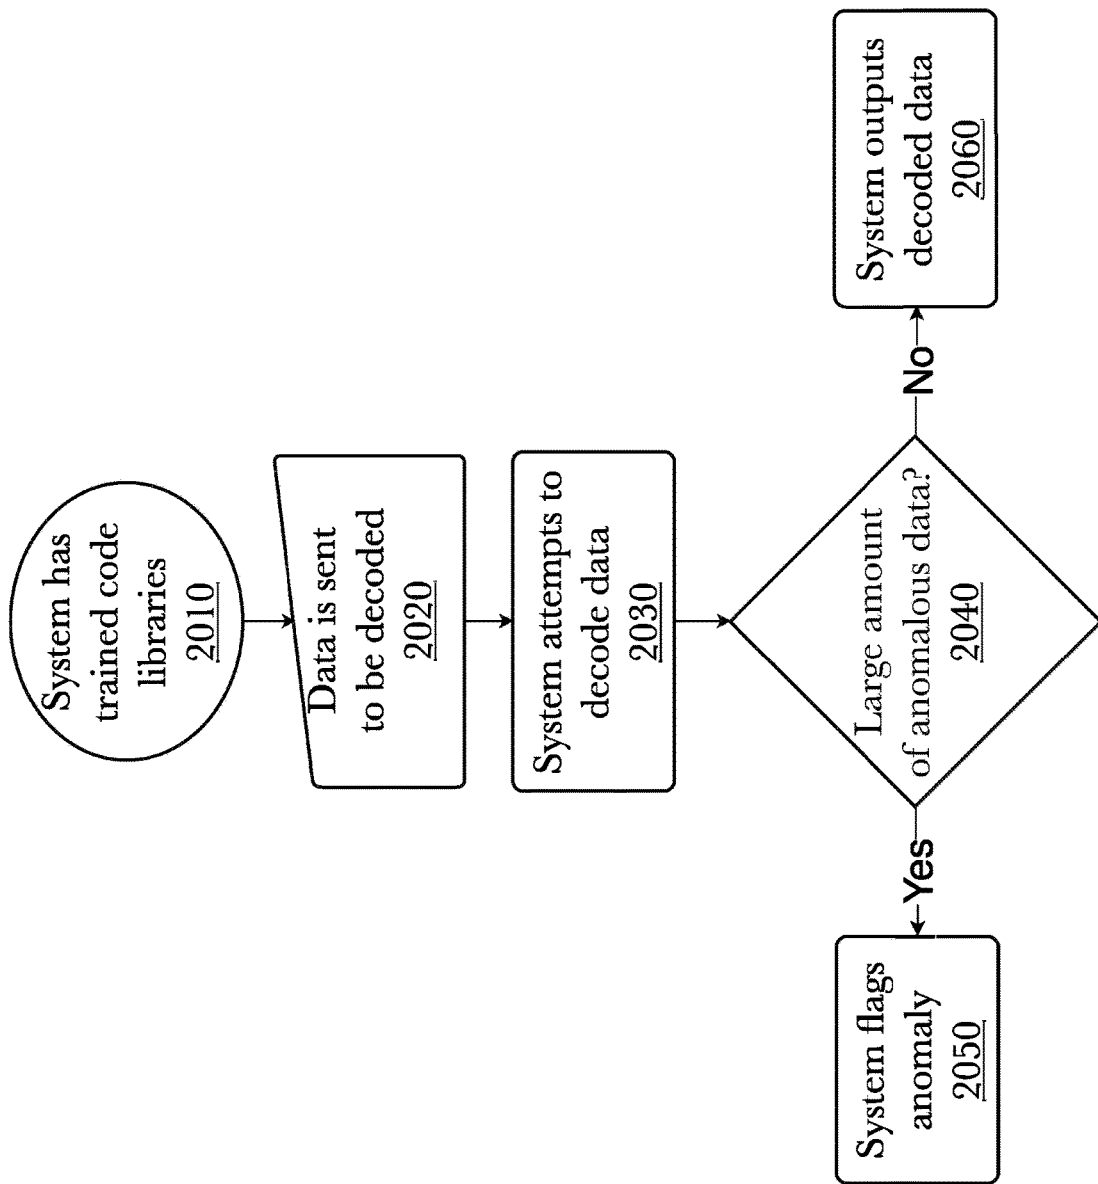 System has
trained code
libraries
2010
Data is sent
to be decoded
2020
System attempts to
decode data
2030
Large amount
of anomalous data?
2040
Yes
System flags
anomaly
2050
No
System outputs
decoded data
2060